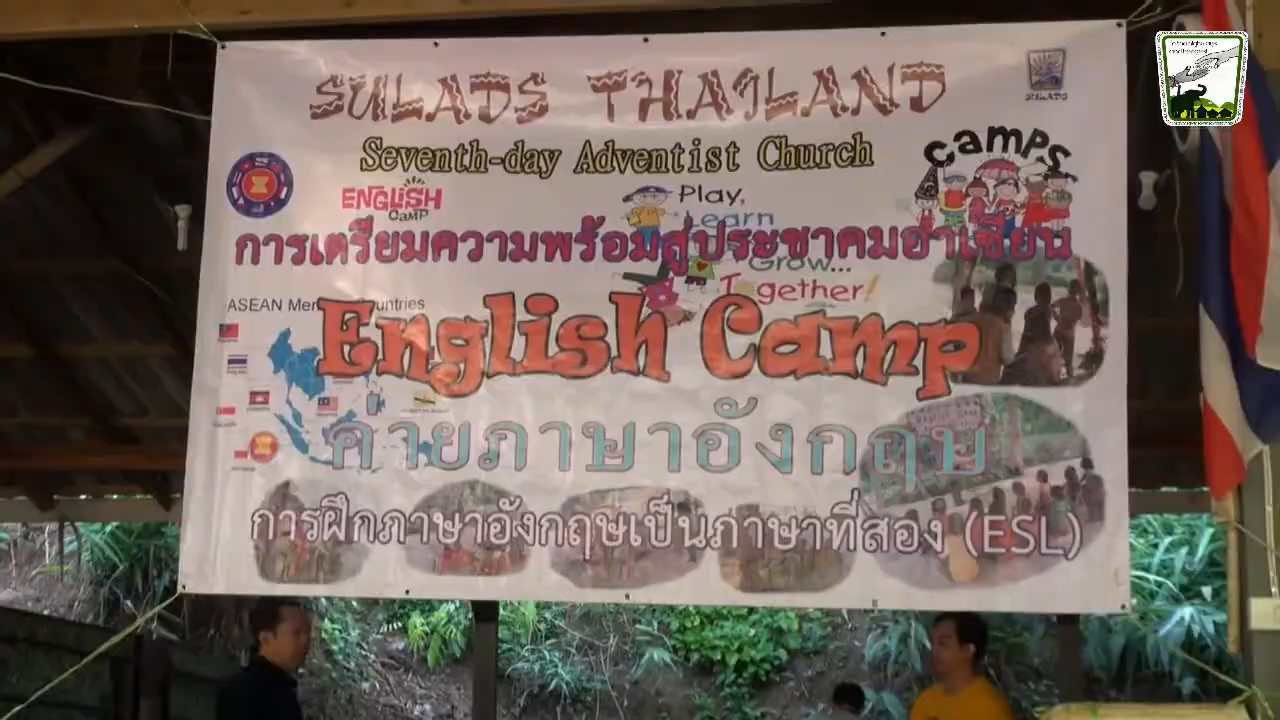 SULADS THAILAND
SULADS
Seventh-day Adventist Church
Camps
ENGLISH
CAMP
Play,
Learn
Grow...
Together!
การเตรียมความพร้อมสู่ประชาคมอาเซียน
ASEAN
English Camp
ค่ายภาษาอังกฤษ
การฝึกภาษาอังกฤษเป็นภาษาที่สอง (ESL)